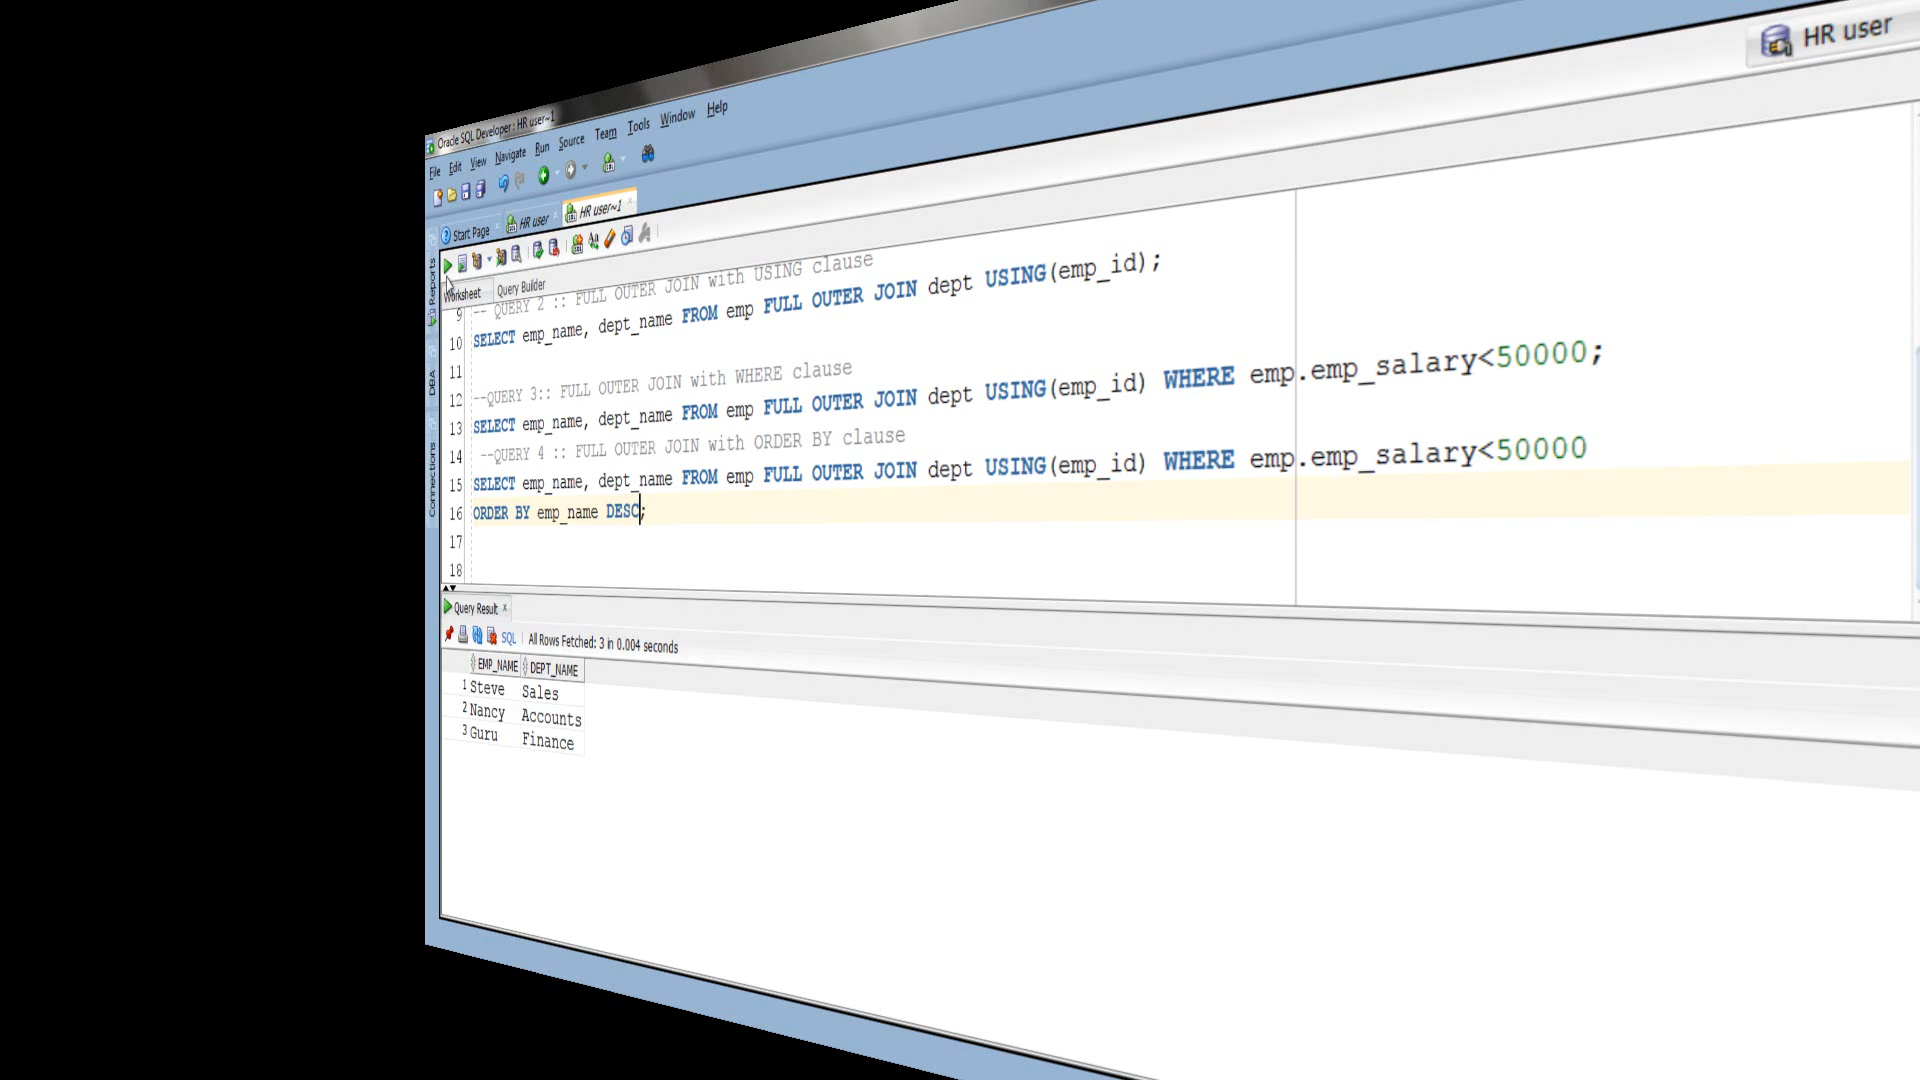 HR user
Oracle SQL Developer : HR user~1
File Edit View Navigate Run Source Team Tools Window Help
Start Page HR user HR user~1
Worksheet Query Builder
9 -- QUERY 2 :: FULL OUTER JOIN with USING clause
10 SELECT emp_name, dept_name FROM emp FULL OUTER JOIN dept USING(emp_id);
11
12 --QUERY 3:: FULL OUTER JOIN with WHERE clause
13 SELECT emp_name, dept_name FROM emp FULL OUTER JOIN dept USING(emp_id) WHERE emp.emp_salary<50000;
14 --QUERY 4 :: FULL OUTER JOIN with ORDER BY clause
15 SELECT emp_name, dept_name FROM emp FULL OUTER JOIN dept USING(emp_id) WHERE emp.emp_salary<50000
16 ORDER BY emp_name DESC;
17
18
Reports
DBA
Connections
Query Result
SQL All Rows Fetched: 3 in 0.004 seconds
EMP_NAME DEPT_NAME
1 Steve Sales
2 Nancy Accounts
3 Guru Finance